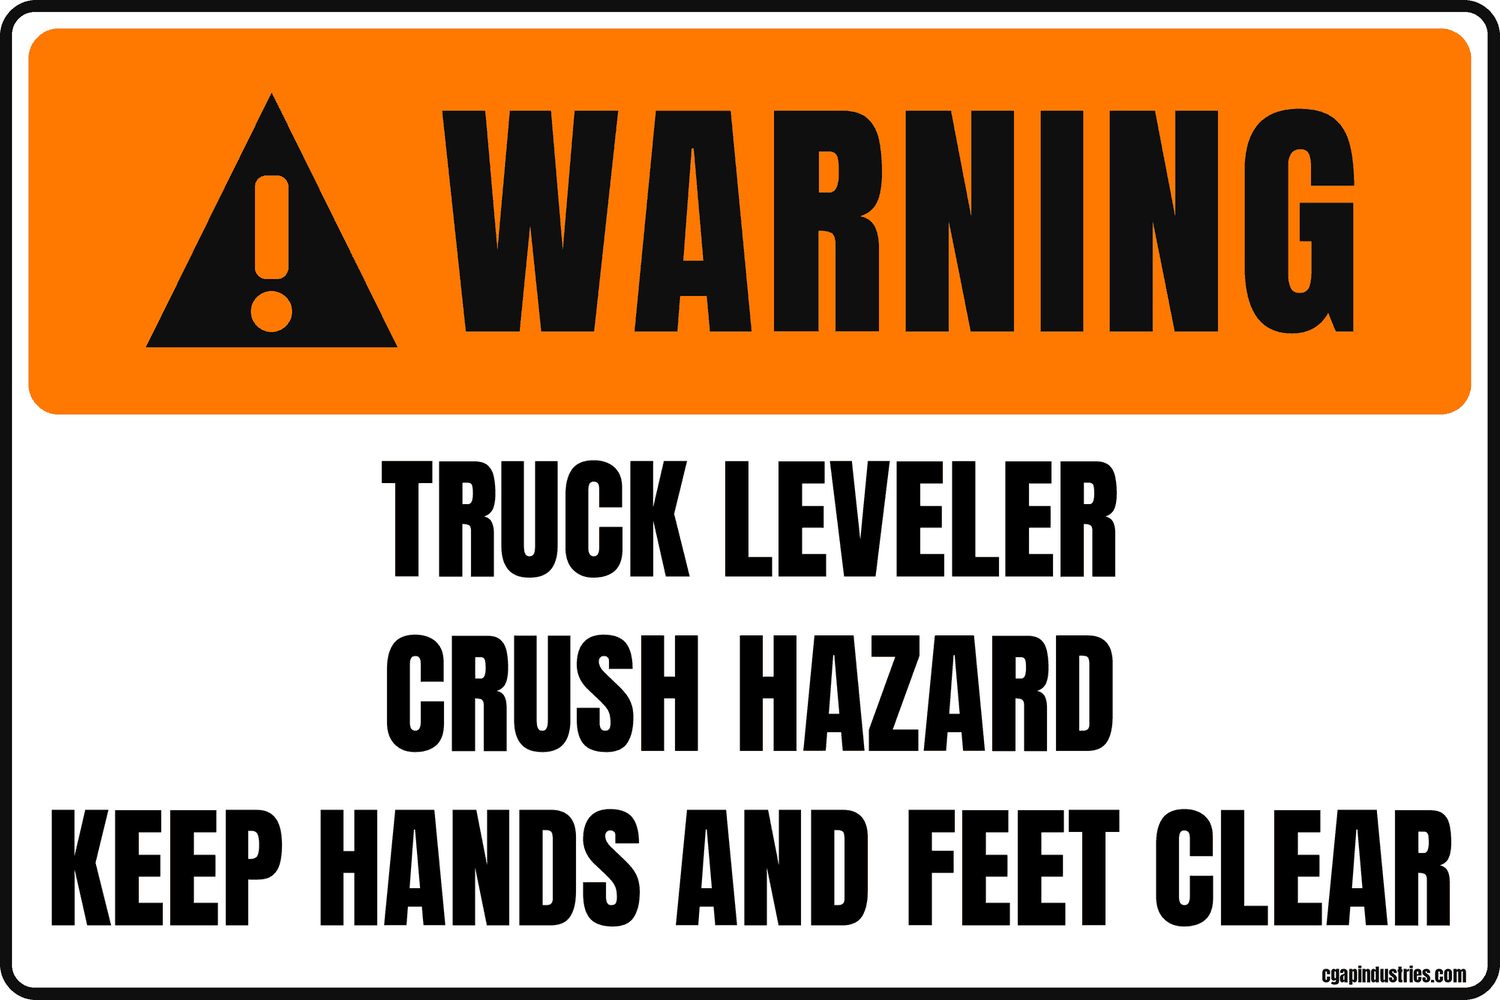 WARNING
TRUCK LEVELER
CRUSH HAZARD
KEEP HANDS AND FEET CLEAR
cgapindustries.com